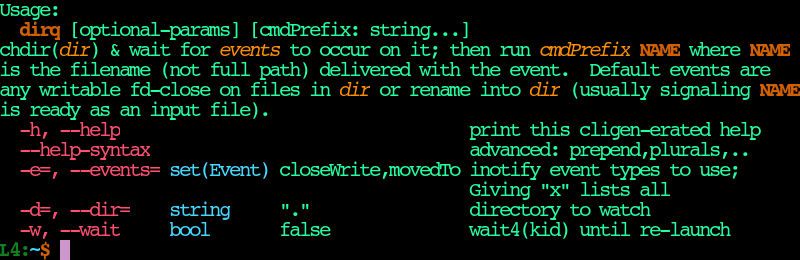 Usage:
  dirq [optional-params] [cmdPrefix: string...]
chdir(dir) & wait for events to occur on it; then run cmdPrefix NAME where NAME
is the filename (not full path) delivered with the event.  Default events are
any writable fd-close on files in dir or rename into dir (usually signaling NAME
is ready as an input file).
  -h, --help                                   print this cligen-erated help
  --help-syntax                                advanced: prepend,plurals,..
  -e=, --events= set(Event) closeWrite,movedTo inotify event types to use;
                                               Giving "x" lists all
  -d=, --dir=    string     "."                directory to watch
  -w, --wait     bool       false              wait4(kid) until re-launch
L4:~$